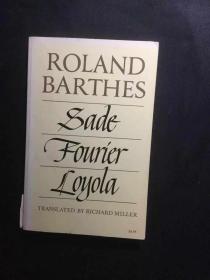 ROLAND
BARTHES
Sade
Fourier
Loyola
TRANSLATED BY RICHARD MILLER